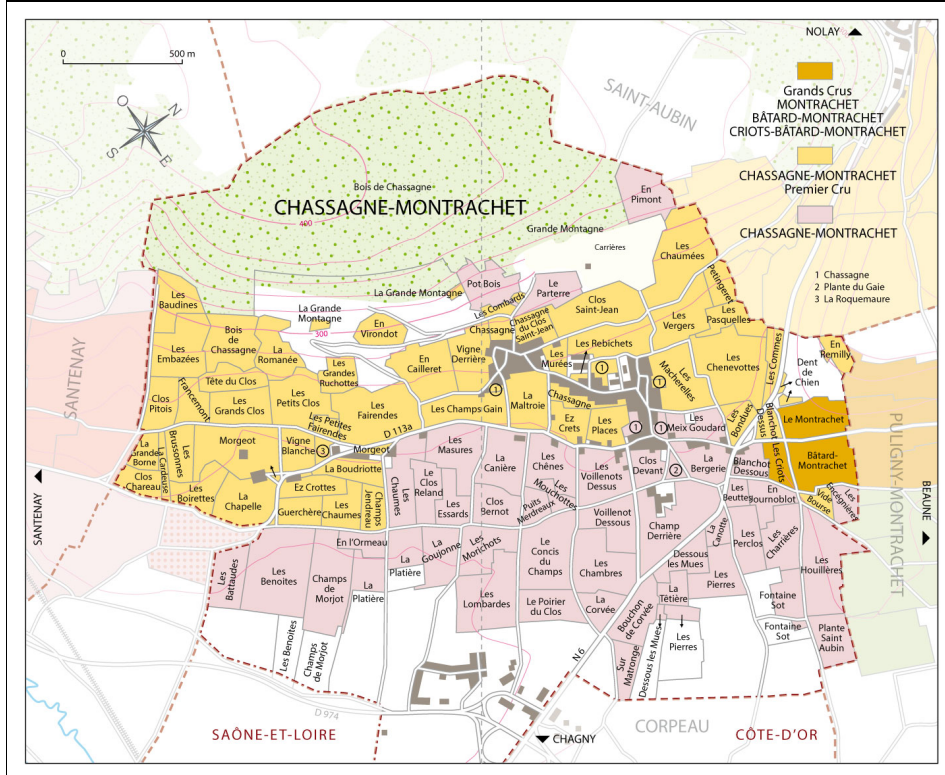 NOLAY
0
500 m
SAINT-AUBIN
O
N
S
E
Grands Crus
MONTRACHET
BÂTARD-MONTRACHET
CRIOTS-BÂTARD-MONTRACHET
CHASSAGNE-MONTRACHET
Premier Cru
CHASSAGNE-MONTRACHET
1 Chassagne
2 Plante du Gaie
3 La Roquemaure
Bois de Chassagne
CHASSAGNE-MONTRACHET
400
En
Pimont
Grande Montagne
Carrières
Les
Chaumées
Petingeret
Pot Bois
Le
Parterre
La Grande Montagne
La Grande
Montagne
300
Les Combards
Les
Baudines
En
Virondot
Chassagne
Chassagne
du Clos
Saint-Jean
Clos
Saint-Jean
Les
Vergers
Les
Pasquelles
Les
Embazées
Bois
de
Chassagne
La
Romanée
Les
Grandes
Ruchottes
En
Cailleret
Vigne
Derrière
Les
Murées
Les Rebichets
1
1
Les
Macherelles
Les
Chenevottes
Les Commes
En
Remilly
Dent
de
Chien
SANTENAY
Clos
Pitois
Francemont
Tête du Clos
Les
Grands Clos
Les
Petits Clos
Les Petites
Fairendes
Les
Fairendes
Les Champs Gain
1
La
Maltroie
Chassagne
Ez
Crets
Les
Places
1
1
Les
Meix Goudard
Les
Bondues
Blanchot
Dessus
Le Montrachet
Les Criots
Bâtard-
Montrachet
PULIGNY-MONTRACHET
D 113a
La
Grande
Borne
La Cardeuse
Les
Brussonnes
Morgeot
Vigne
Blanche
3
Morgeot
Les
Masures
La
Canière
Les
Chênes
Les
Voillenots
Dessus
Clos
Devant
2
La
Bergerie
Blanchot
Dessous
Clos
Chareau
Les
Boirettes
La
Chapelle
La Boudriotte
Ez Crottes
Guerchère
Les
Chaumes
Champs
Jendreau
Les
Chaumes
Le Clos
Reland
Les
Essards
Clos
Bernot
Puits
Merdreaux
Les
Mouchottes
Voillenot
Dessous
Champ
Derrière
Les
Beuttes
En
Journoblot
Vide
Bourse
Les
Encégnières
SANTENAY
BEAUNE
La
Canotte
Les
Perclos
Les
Charrières
Les
Houillères
Les
Battaudes
Les
Benoites
En l'Ormeau
Champs
de
Morjot
La
Platière
La
Platière
La
Goujonne
Les
Morichots
Les
Lombardes
Le
Concis
du
Champs
Le Poirier
du Clos
Les
Chambres
La
Corvée
Bouchon
de Corvée
Dessous
les Mues
La
Têtière
Les
Pierres
Fontaine
Sot
Fontaine
Sot
Plante
Saint
Aubin
Les Benoites
Champs
de Morjot
Sur
Matronge
Dessous les Mues
Les
Pierres
N 6
D 974
SAÔNE-ET-LOIRE
CHAGNY
CORPEAU
CÔTE-D'OR